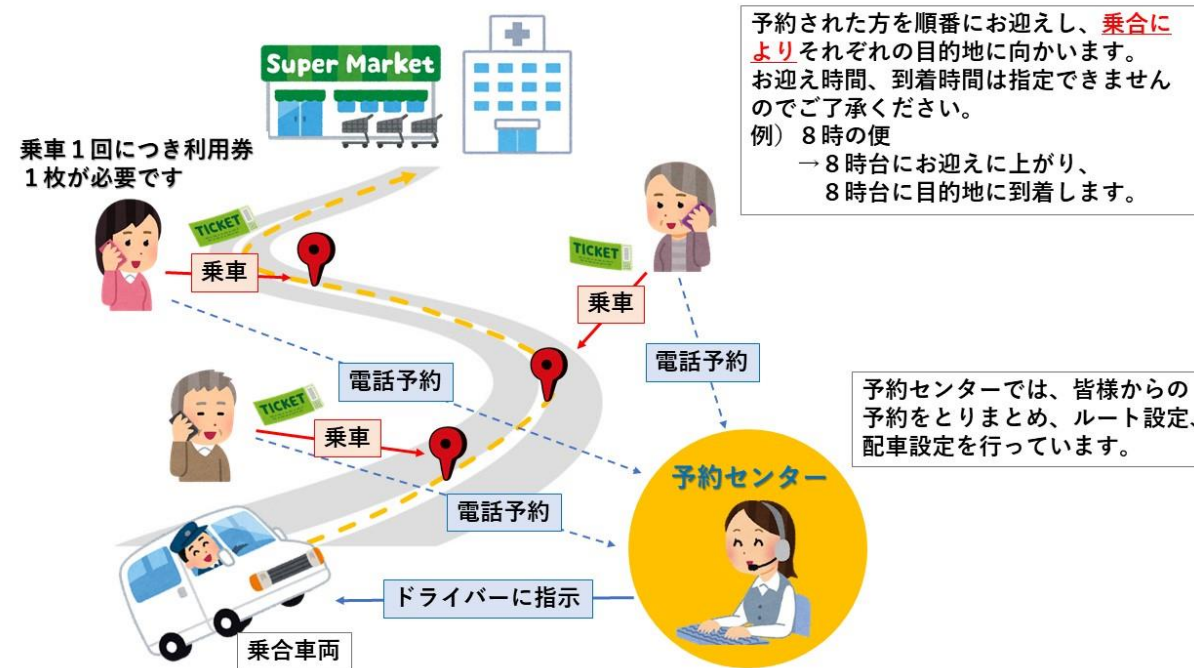 Super Market
予約された方を順番にお迎えし、乗合に
よりそれぞれの目的地に向かいます。
お迎え時間、到着時間は指定できません
のでご了承ください。
例）８時の便
→８時台にお迎えに上がり、
８時台に目的地に到着します。
乗車１回につき利用券
１枚が必要です
TICKET
乗車
TICKET
乗車
電話予約
電話予約
TICKET
乗車
電話予約
予約センターでは、皆様からの
予約をとりまとめ、ルート設定、
配車設定を行っています。
予約センター
ドライバーに指示
乗合車両